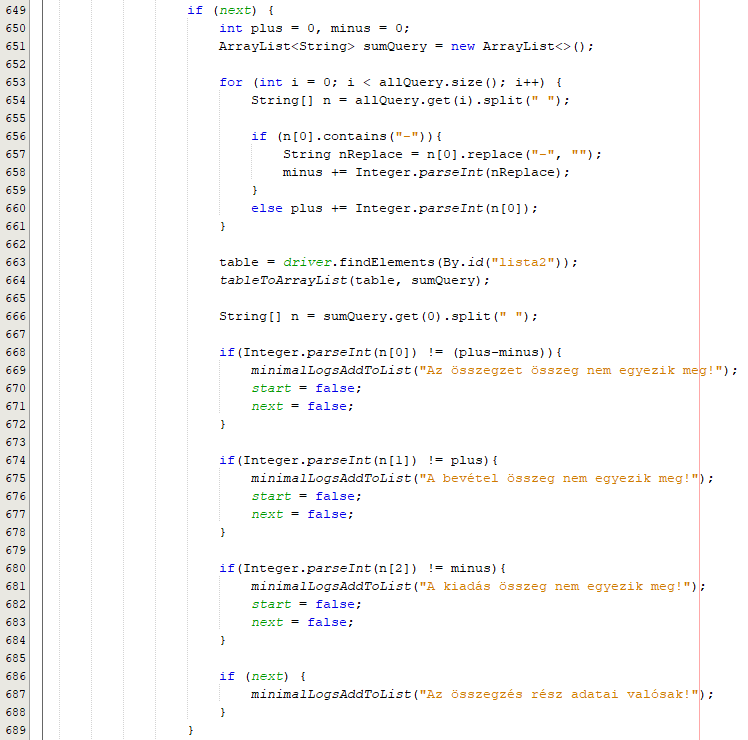 649 if (next) {
650 int plus = 0, minus = 0;
651 ArrayList<String> sumQuery = new ArrayList<>();
652
653 for (int i = 0; i < allQuery.size(); i++) {
654 String[] n = allQuery.get(i).split(" ");
655
656 if (n[0].contains("-")){
657 String nReplace = n[0].replace("-", "");
658 minus += Integer.parseInt(nReplace);
659 }
660 else plus += Integer.parseInt(n[0]);
661 }
662
663 table = driver.findElements(By.id("lista2"));
664 tableToArrayList(table, sumQuery);
665
666 String[] n = sumQuery.get(0).split(" ");
667
668 if(Integer.parseInt(n[0]) != (plus-minus)){
669 minimalLogsAddToList("Az összegzet összeg nem egyezik meg!");
670 start = false;
671 next = false;
672 }
673
674 if(Integer.parseInt(n[1]) != plus){
675 minimalLogsAddToList("A bevétel összeg nem egyezik meg!");
676 start = false;
677 next = false;
678 }
679
680 if(Integer.parseInt(n[2]) != minus){
681 minimalLogsAddToList("A kiadás összeg nem egyezik meg!");
682 start = false;
683 next = false;
684 }
685
686 if (next) {
687 minimalLogsAddToList("Az összegzés rész adatai valósak!");
688 }
689 }